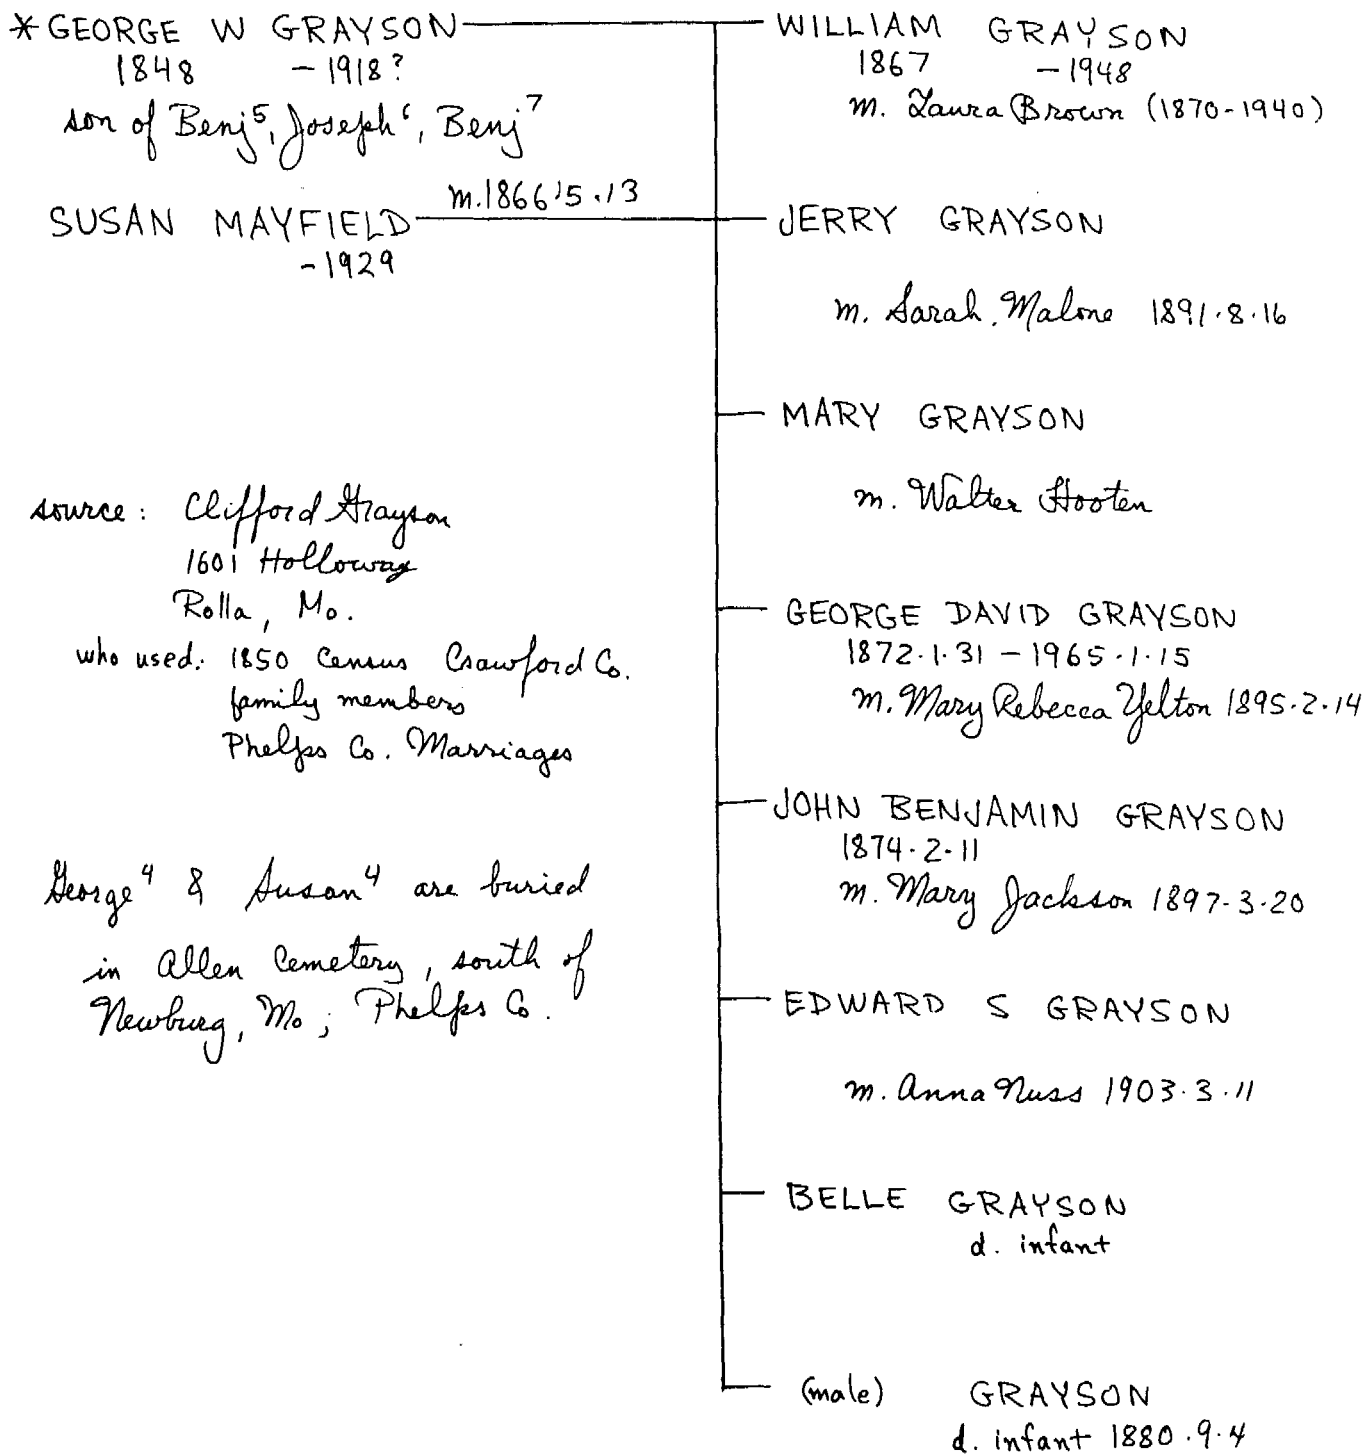 *GEORGE W GRAYSON
1848 - 1918?
son of Benj⁵, Joseph⁶, Benj⁷
m.1866'5.13
SUSAN MAYFIELD
- 1929
source: Clifford Grayson
1601 Holloway
Rolla, Mo.
who used: 1850 Census Crawford Co.
family members
Phelps Co. Marriages
George⁴ & Susan⁴ are buried
in Allen Cemetery, south of
Newburg, Mo; Phelps Co.
WILLIAM GRAYSON
1867 - 1948
m. Laura Brown (1870-1940)
JERRY GRAYSON
m. Sarah Malone 1891.8.16
MARY GRAYSON
m. Walter Hooten
GEORGE DAVID GRAYSON
1872.1.31 - 1965.1.15
m. Mary Rebecca Yelton 1895.2.14
JOHN BENJAMIN GRAYSON
1874.2.11
m. Mary Jackson 1897.3.20
EDWARD S GRAYSON
m. Anna Nuss 1903.3.11
BELLE GRAYSON
d. infant
(male) GRAYSON
d. infant 1880.9.4